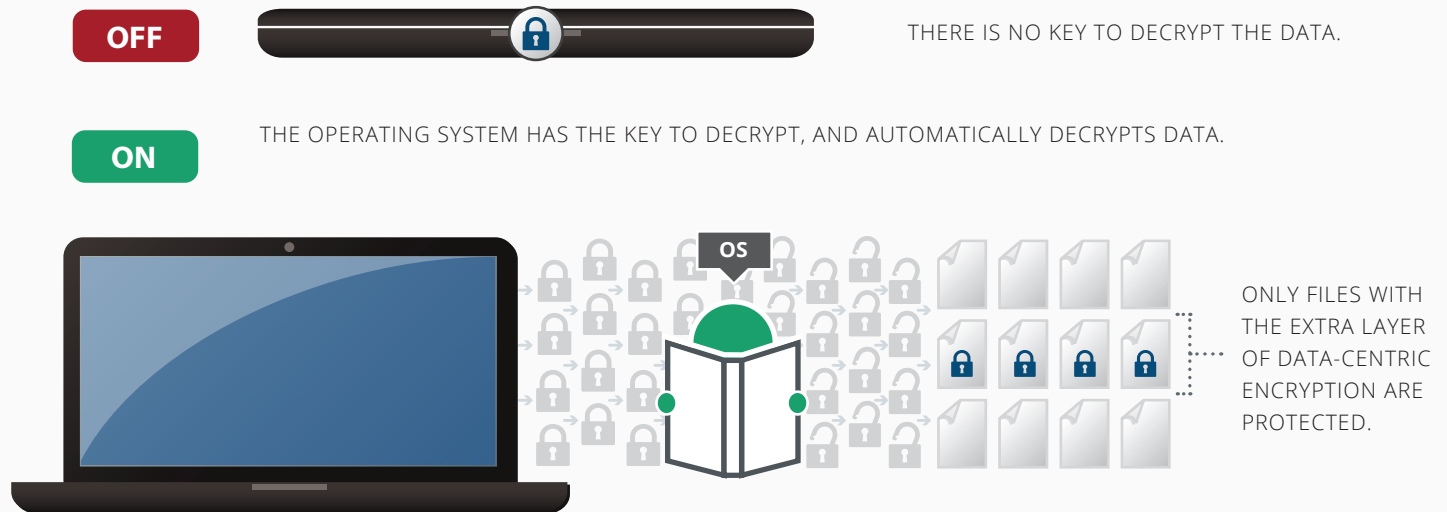 OFF
THERE IS NO KEY TO DECRYPT THE DATA.
ON
THE OPERATING SYSTEM HAS THE KEY TO DECRYPT, AND AUTOMATICALLY DECRYPTS DATA.
OS
ONLY FILES WITH
THE EXTRA LAYER
OF DATA-CENTRIC
ENCRYPTION ARE
PROTECTED.